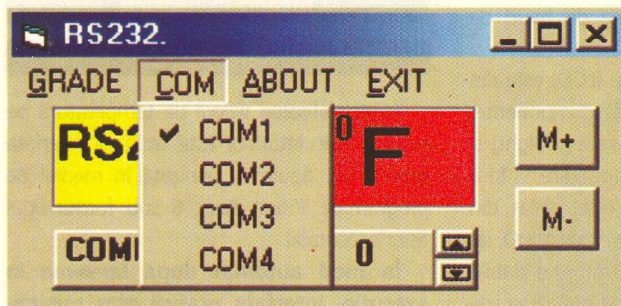 RS232.
GRADE COM ABOUT EXIT
✓ COM1
COM2
COM3
COM4
0
F
M+
M-
0